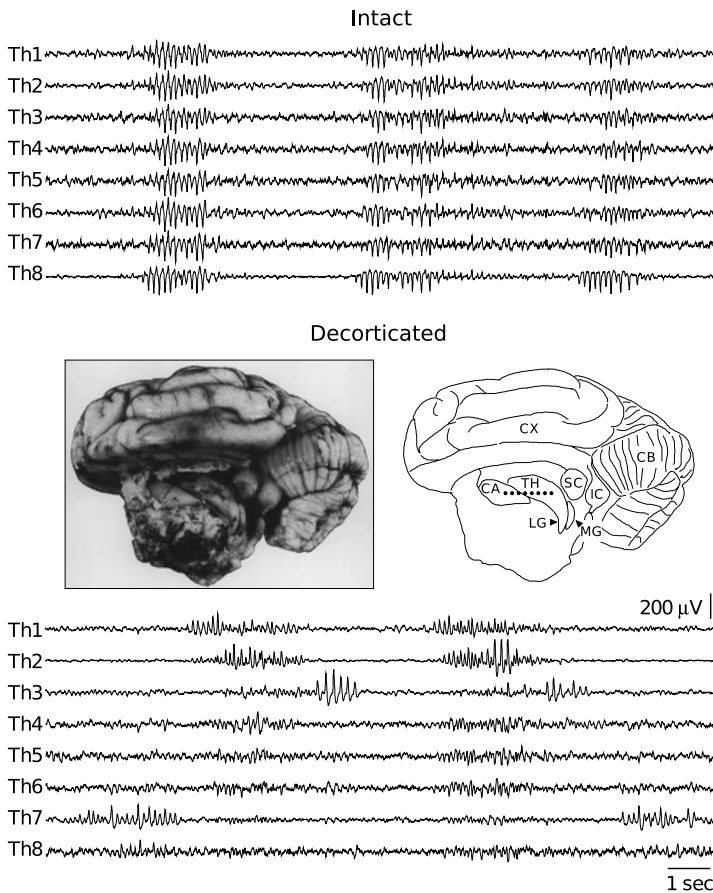 Intact
Th1
Th2
Th3
Th4
Th5
Th6
Th7
Th8
Decorticated
CX
CB
CA
TH
SC
IC
LG
MG
200 µV
Th1
Th2
Th3
Th4
Th5
Th6
Th7
Th8
1 sec